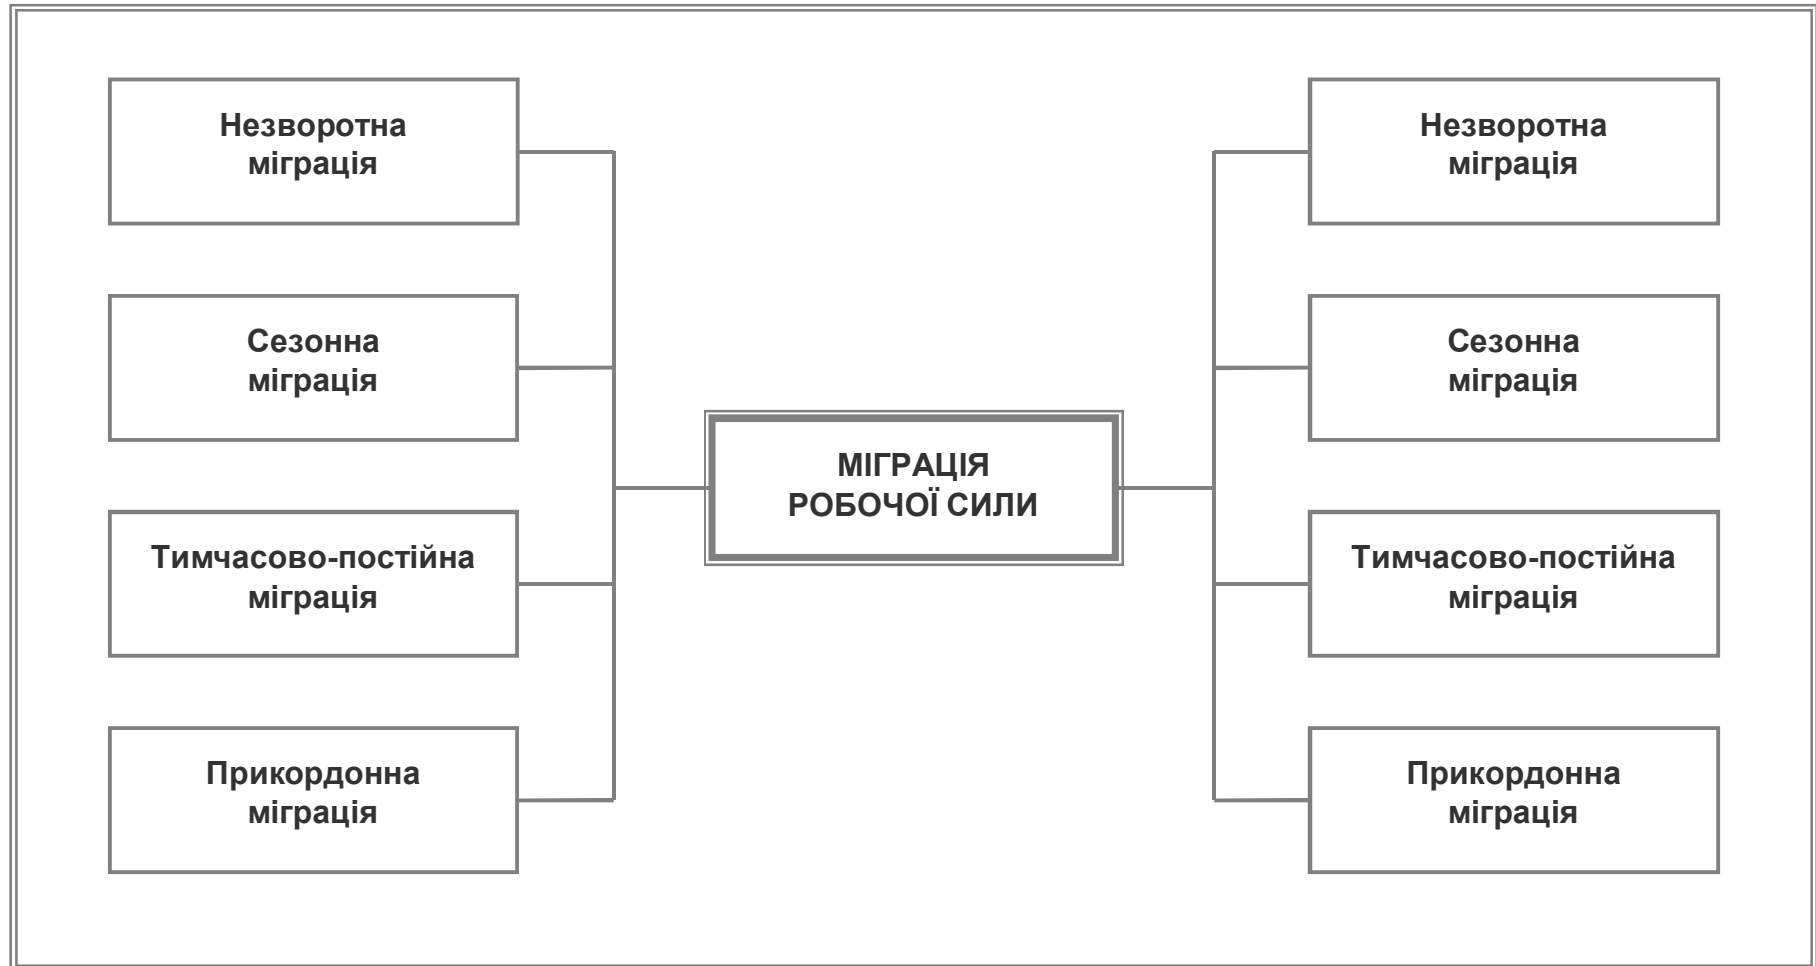 Незворотна
міграція
Сезонна
міграція
Тимчасово-постійна
міграція
Прикордонна
міграція
МІГРАЦІЯ
РОБОЧОЇ СИЛИ
Незворотна
міграція
Сезонна
міграція
Тимчасово-постійна
міграція
Прикордонна
міграція